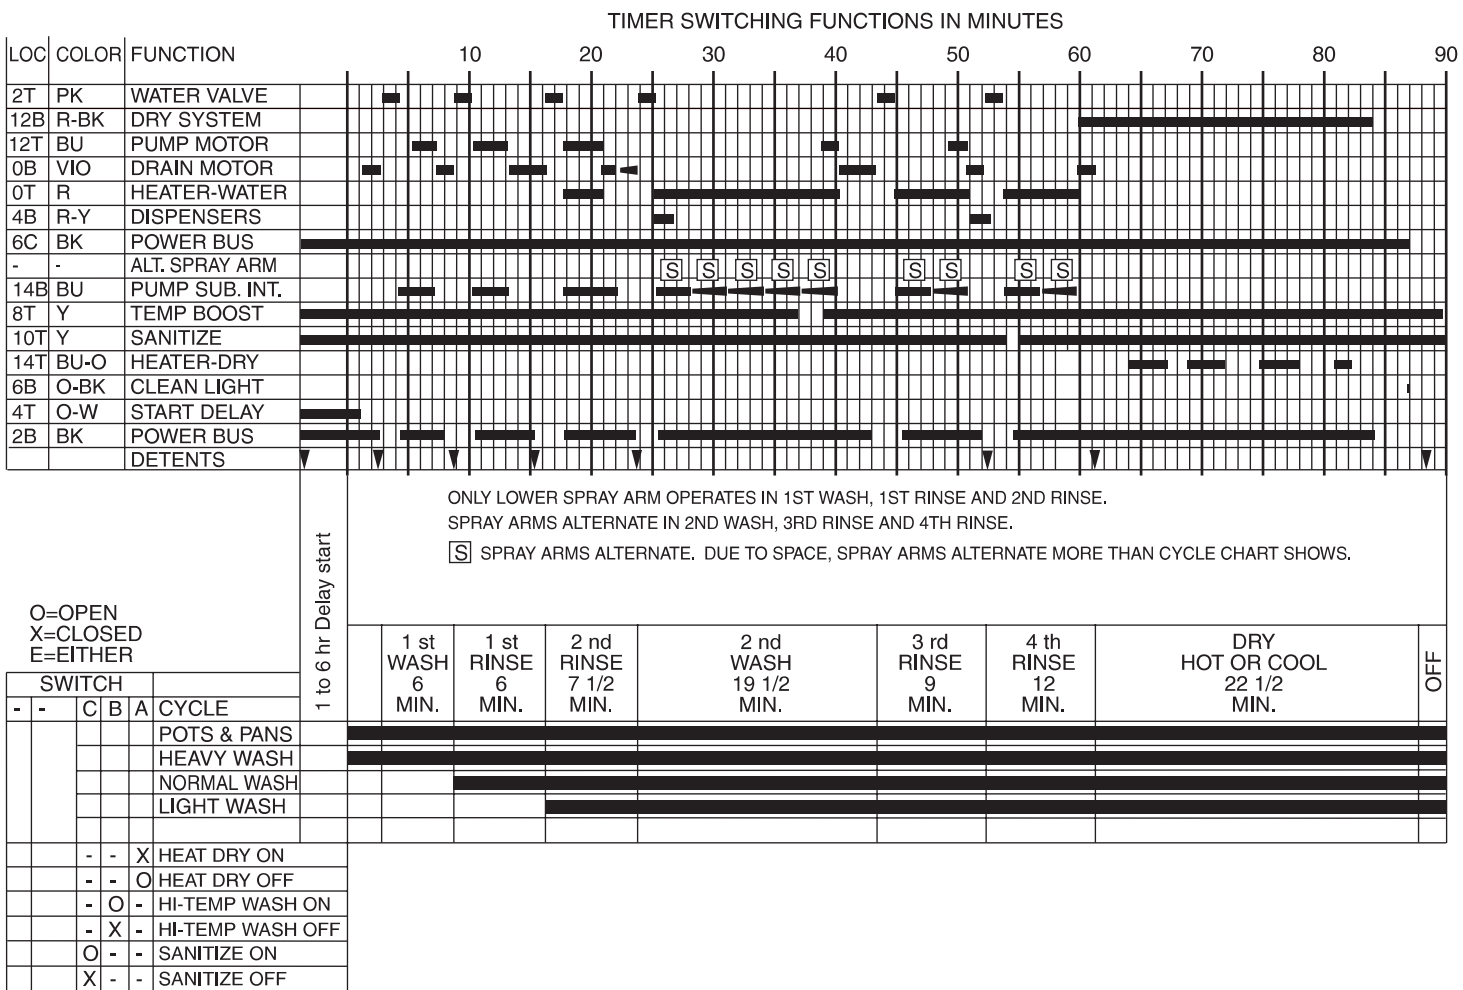 TIMER SWITCHING FUNCTIONS IN MINUTES
LOC COLOR FUNCTION 10 20 30 40 50 60 70 80 90
2T PK WATER VALVE
12B R-BK DRY SYSTEM
12T BU PUMP MOTOR
0B VIO DRAIN MOTOR
0T R HEATER-WATER
4B R-Y DISPENSERS
6C BK POWER BUS
- - ALT. SPRAY ARM S S S S S S S S S
14B BU PUMP SUB. INT.
8T Y TEMP BOOST
10T Y SANITIZE
14T BU-O HEATER-DRY
6B O-BK CLEAN LIGHT
4T O-W START DELAY
2B BK POWER BUS
DETENTS
ONLY LOWER SPRAY ARM OPERATES IN 1ST WASH, 1ST RINSE AND 2ND RINSE.
SPRAY ARMS ALTERNATE IN 2ND WASH, 3RD RINSE AND 4TH RINSE.
S SPRAY ARMS ALTERNATE. DUE TO SPACE, SPRAY ARMS ALTERNATE MORE THAN CYCLE CHART SHOWS.
1 to 6 hr Delay start
O=OPEN
X=CLOSED
E=EITHER
1 st 1 st 2 nd 2 nd 3 rd 4 th DRY
WASH RINSE RINSE WASH RINSE RINSE HOT OR COOL
6 6 7 1/2 19 1/2 9 12 22 1/2
MIN. MIN. MIN. MIN. MIN. MIN. MIN.
OFF
SWITCH
- - C B A CYCLE
POTS & PANS
HEAVY WASH
NORMAL WASH
LIGHT WASH
- - X HEAT DRY ON
- - O HEAT DRY OFF
- O - HI-TEMP WASH ON
- X - HI-TEMP WASH OFF
O - - SANITIZE ON
X - - SANITIZE OFF